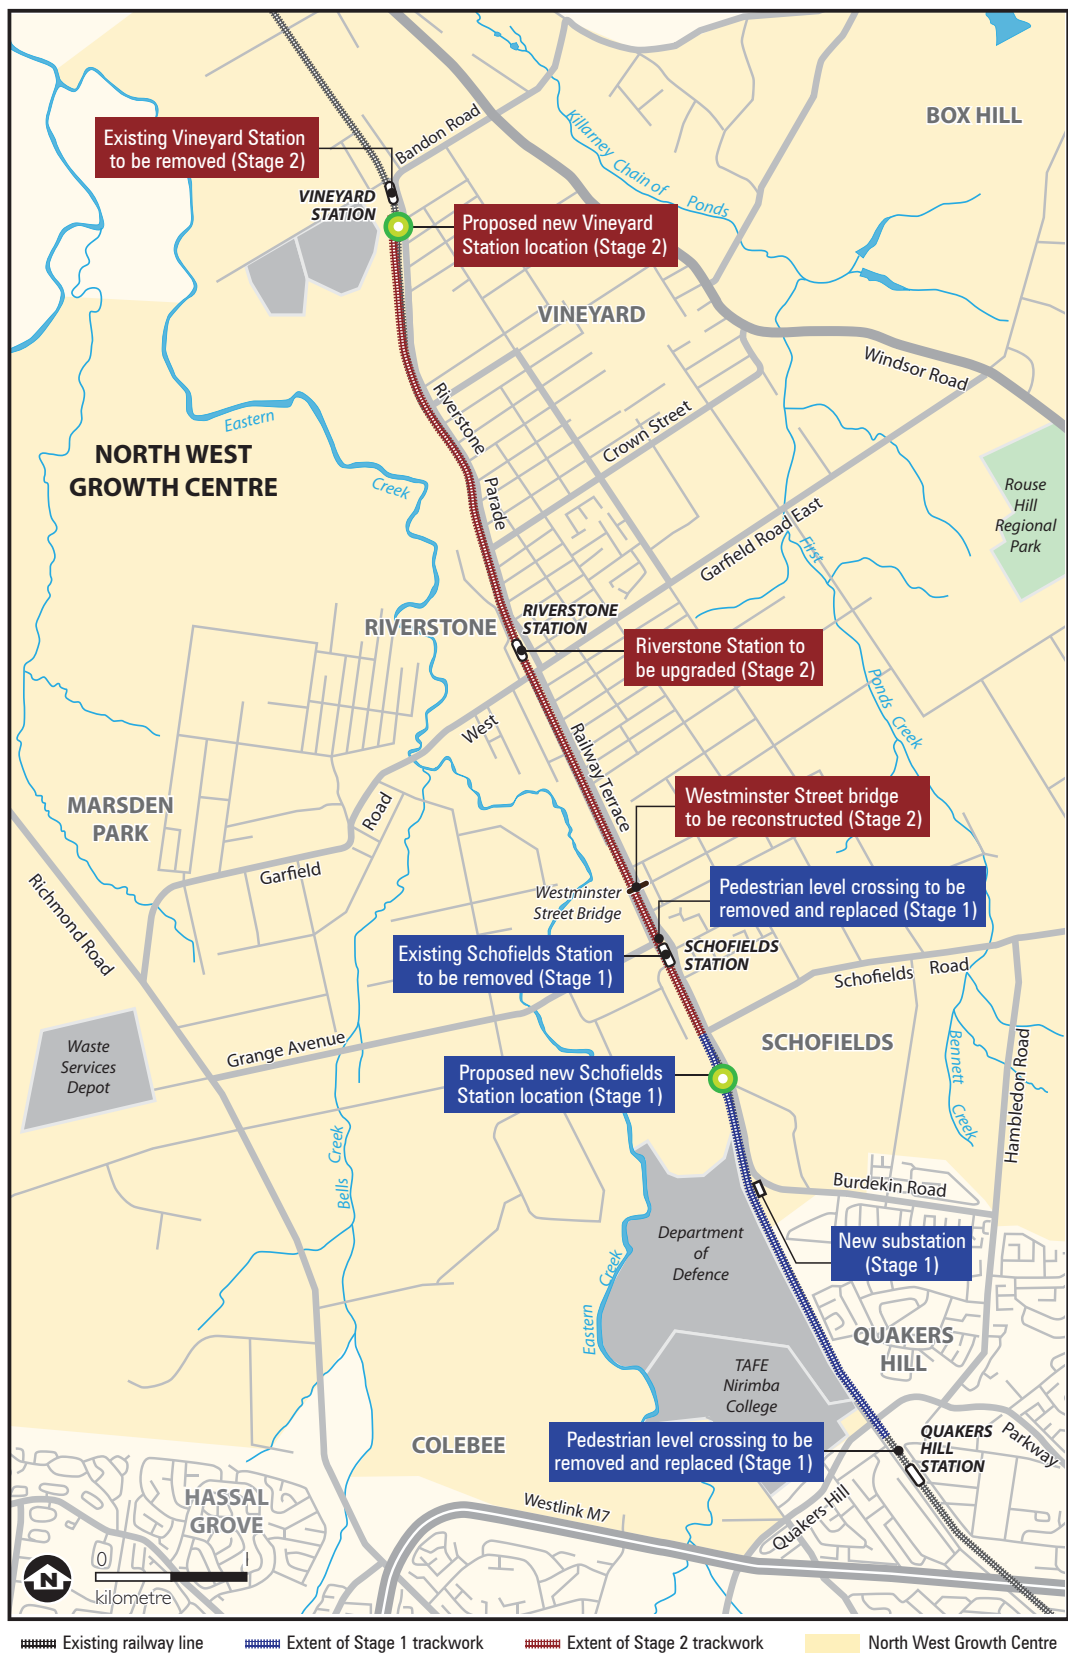 BOX HILL
Killarney Chain of Ponds
Bandon Road
Existing Vineyard Station
to be removed (Stage 2)
VINEYARD
STATION
Proposed new Vineyard
Station location (Stage 2)
VINEYARD
Windsor Road
Riverstone
Parade
Crown Street
Eastern
Creek
NORTH WEST
GROWTH CENTRE
Rouse
Hill
Regional
Park
Garfield Road East
First
Ponds Creek
RIVERSTONE
STATION
RIVERSTONE
Riverstone Station to
be upgraded (Stage 2)
West
Railway Terrace
Road
Westminster Street bridge
to be reconstructed (Stage 2)
MARSDEN
PARK
Garfield
Richmond Road
Westminster
Street Bridge
Pedestrian level crossing to be
removed and replaced (Stage 1)
Existing Schofields Station
to be removed (Stage 1)
SCHOFIELDS
STATION
Schofields Road
Waste
Services
Depot
Grange Avenue
SCHOFIELDS
Bennett
Creek
Hambledon Road
Proposed new Schofields
Station location (Stage 1)
Bells Creek
Burdekin Road
Department
of
Defence
New substation
(Stage 1)
Eastern Creek
QUAKERS
HILL
TAFE
Nirimba
College
COLEBEE
Pedestrian level crossing to be
removed and replaced (Stage 1)
QUAKERS
HILL
STATION
Parkway
HASSAL
GROVE
Westlink M7
Quakers Hill
N
0 1
kilometre
Existing railway line
Extent of Stage 1 trackwork
Extent of Stage 2 trackwork
North West Growth Centre